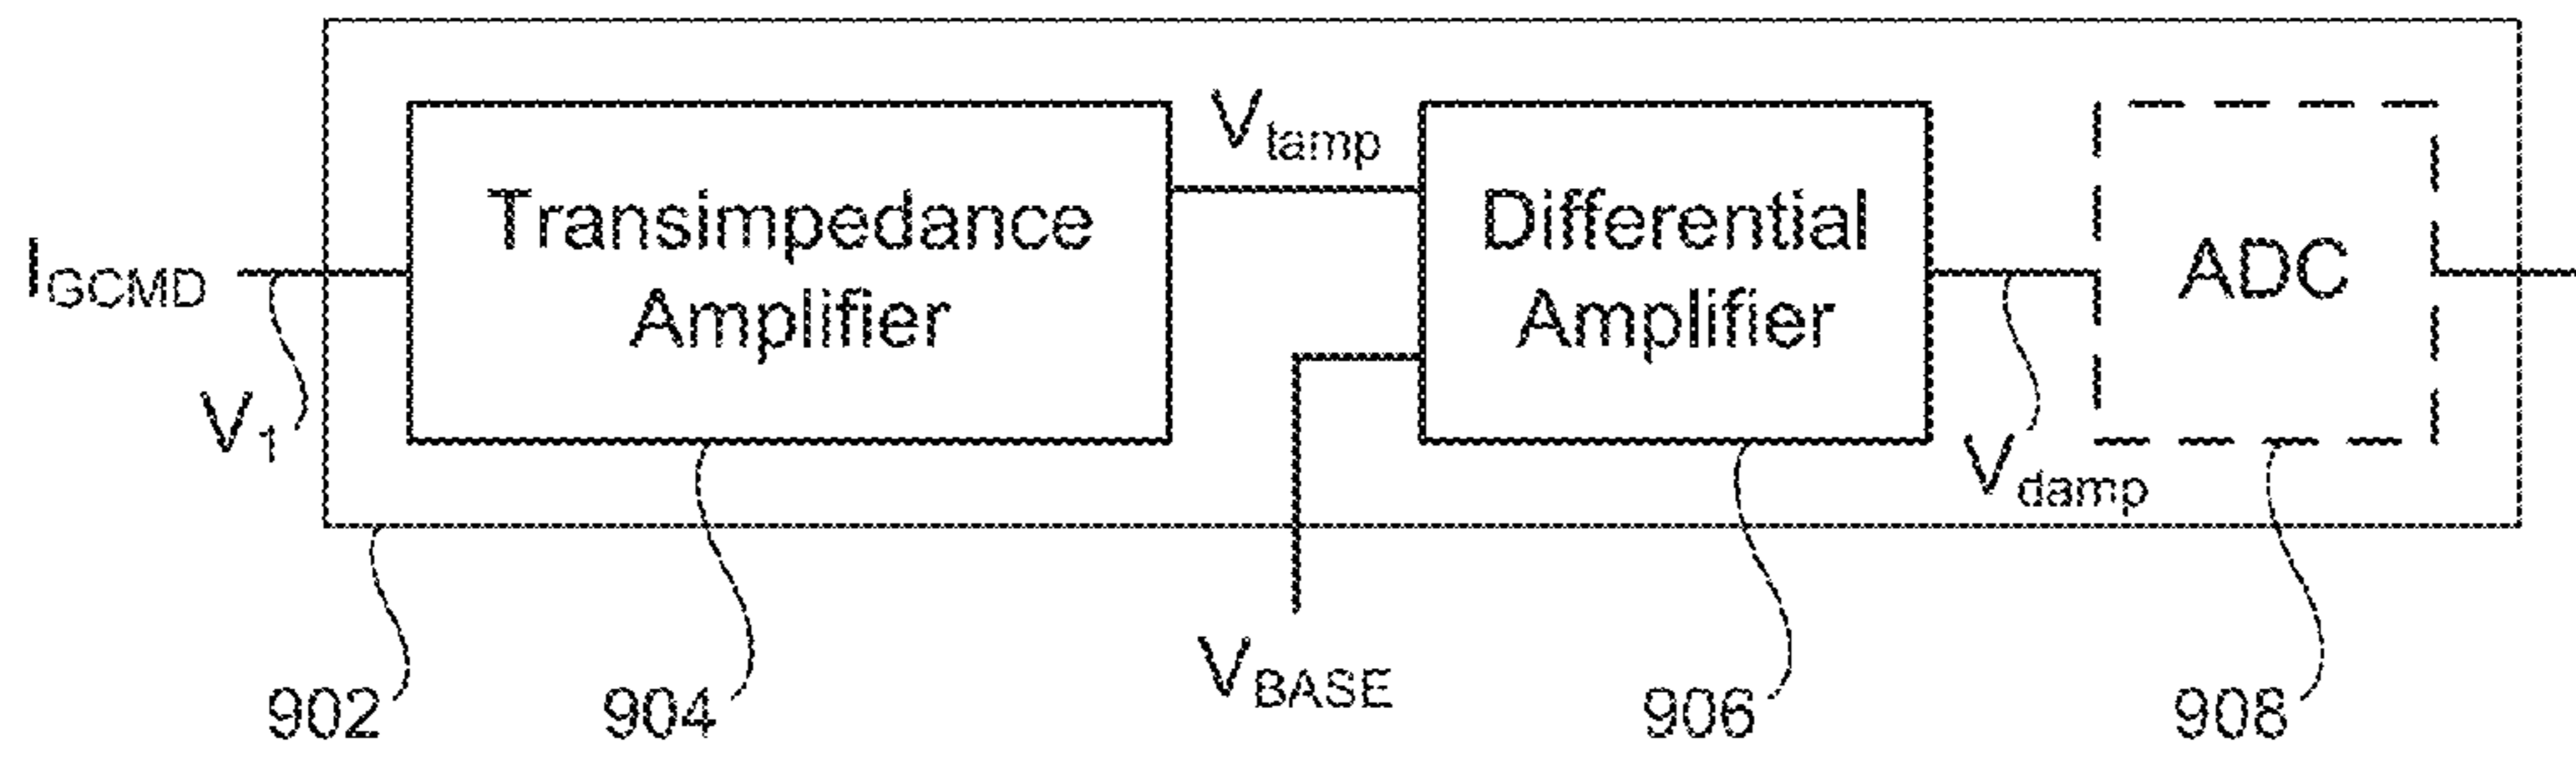 I_GCMD
V_1
Transimpedance
Amplifier
V_tamp
Differential
Amplifier
V_damp
ADC
V_BASE
902
904
906
908